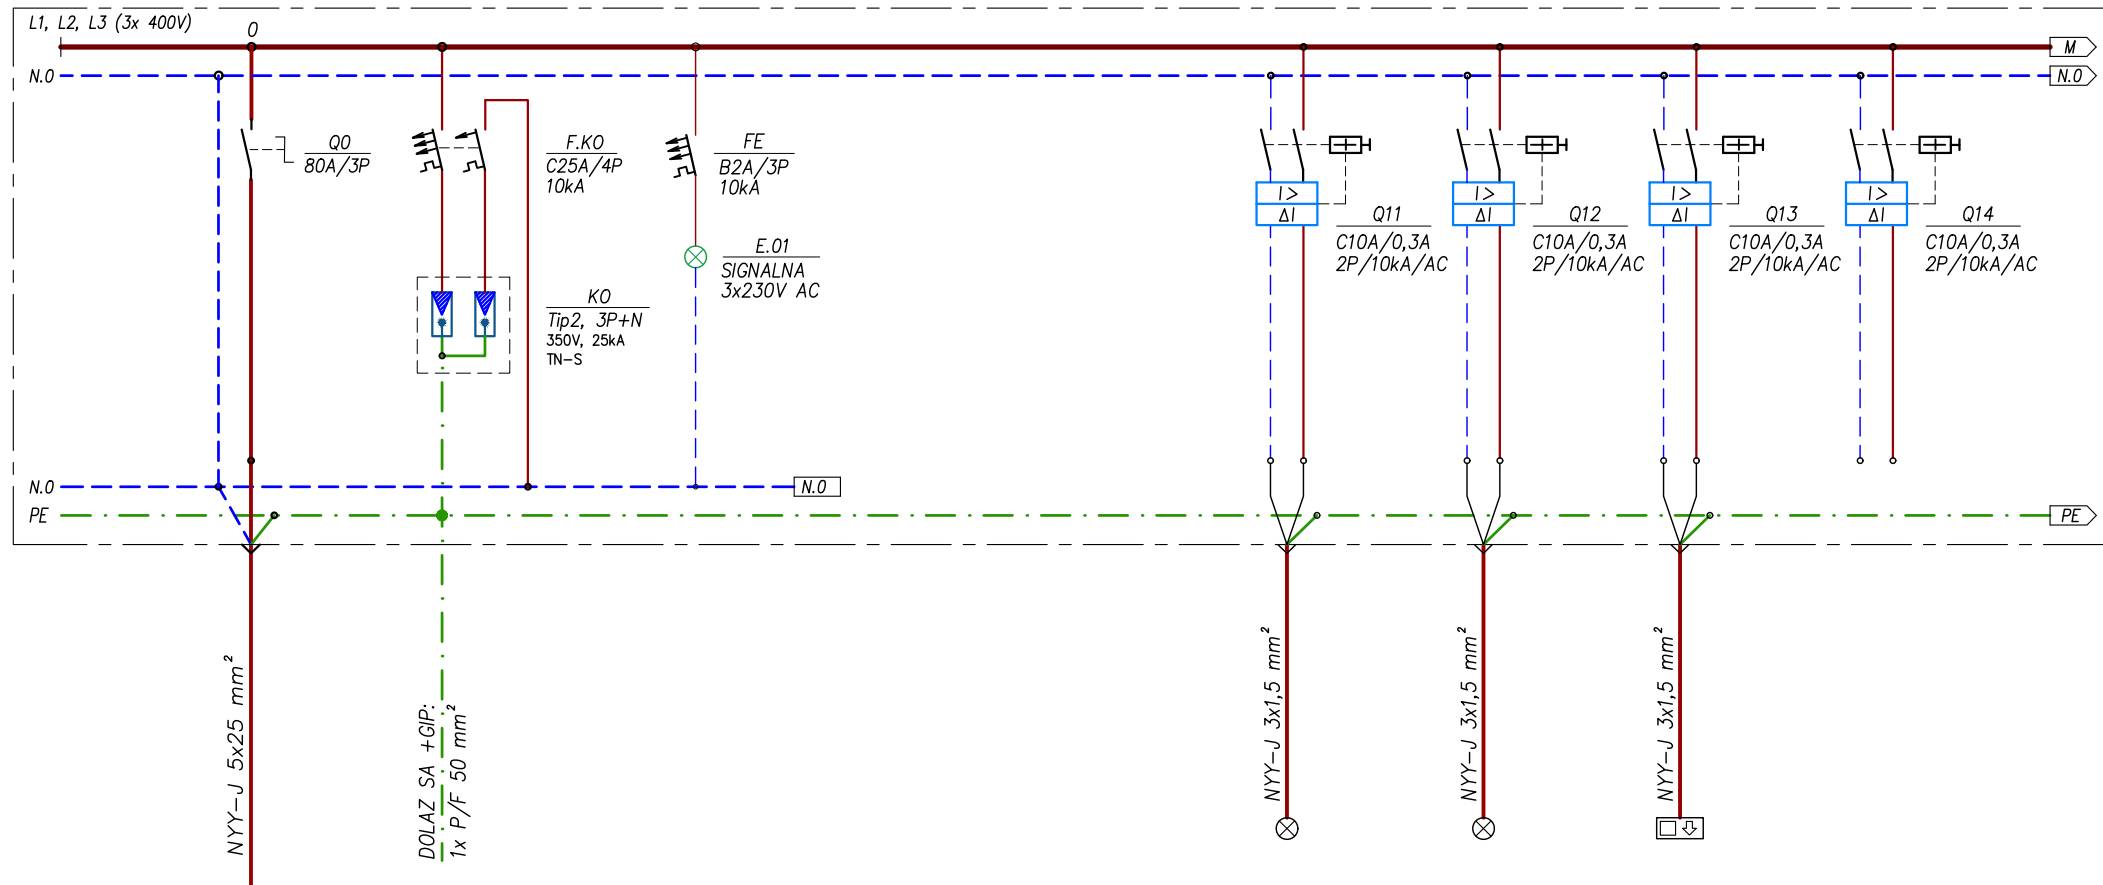 L1, L2, L3 (3x 400V)
0
M
N.0
N.0
Q0
80A/3P
F.K0
C25A/4P
10kA
FE
B2A/3P
10kA
E.01
SIGNALNA
3x230V AC
K0
Tip2, 3P+N
350V, 25kA
TN-S
I >
ΔI
Q11
C10A/0,3A
2P/10kA/AC
I >
ΔI
Q12
C10A/0,3A
2P/10kA/AC
I >
ΔI
Q13
C10A/0,3A
2P/10kA/AC
I >
ΔI
Q14
C10A/0,3A
2P/10kA/AC
N.0
N.0
PE
PE
NYY-J 5x25 mm²
DOLAZ SA +GIP:
1x P/F 50 mm²
NYY-J 3x1,5 mm²
NYY-J 3x1,5 mm²
NYY-J 3x1,5 mm²